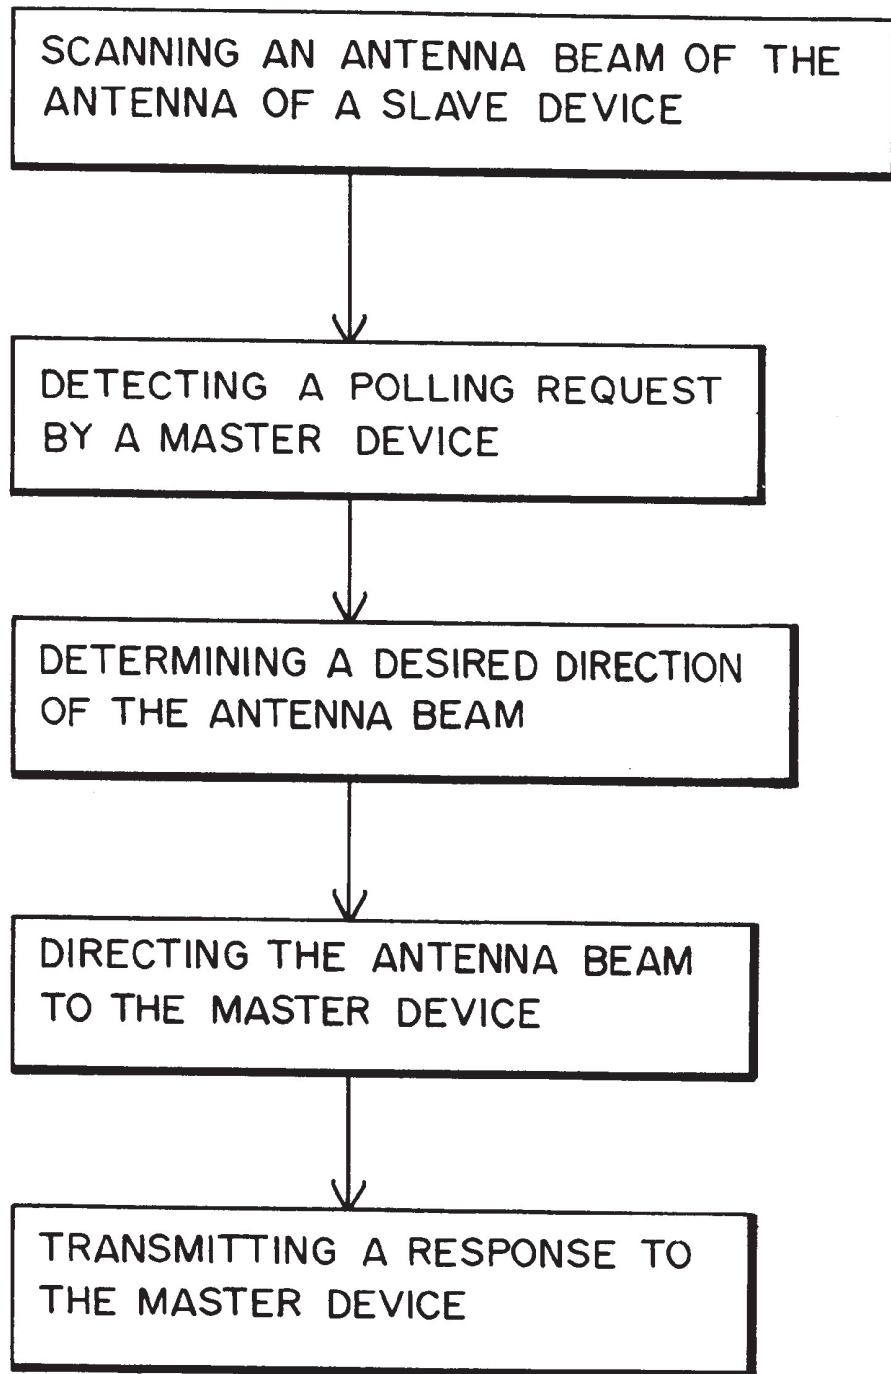 SCANNING AN ANTENNA BEAM OF THE
ANTENNA OF A SLAVE DEVICE
DETECTING A POLLING REQUEST
BY A MASTER DEVICE
DETERMINING A DESIRED DIRECTION
OF THE ANTENNA BEAM
DIRECTING THE ANTENNA BEAM
TO THE MASTER DEVICE
TRANSMITTING A RESPONSE TO
THE MASTER DEVICE